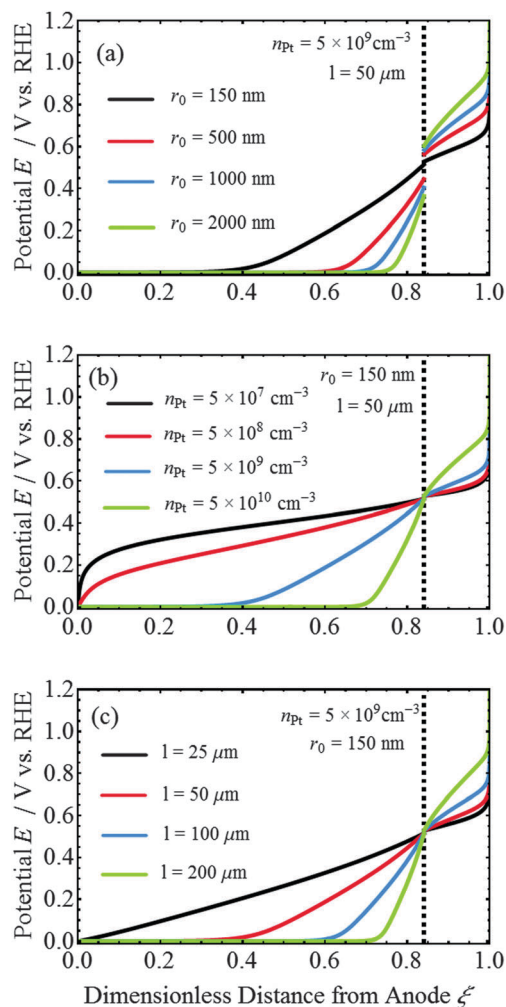 1.2
1.0
0.8
0.6
0.4
0.2
0.0
Potential E / V vs. RHE
(a)
n_Pt = 5 × 10⁹cm⁻³
l = 50 μm
r₀ = 150 nm
r₀ = 500 nm
r₀ = 1000 nm
r₀ = 2000 nm
0.0 0.2 0.4 0.6 0.8 1.0
1.2
1.0
0.8
0.6
0.4
0.2
0.0
Potential E / V vs. RHE
(b)
r₀ = 150 nm
l = 50 μm
n_Pt = 5 × 10⁷ cm⁻³
n_Pt = 5 × 10⁸ cm⁻³
n_Pt = 5 × 10⁹ cm⁻³
n_Pt = 5 × 10¹⁰ cm⁻³
0.0 0.2 0.4 0.6 0.8 1.0
1.2
1.0
0.8
0.6
0.4
0.2
0.0
Potential E / V vs. RHE
(c)
n_Pt = 5 × 10⁹cm⁻³
r₀ = 150 nm
l = 25 μm
l = 50 μm
l = 100 μm
l = 200 μm
0.0 0.2 0.4 0.6 0.8 1.0
Dimensionless Distance from Anode ξ